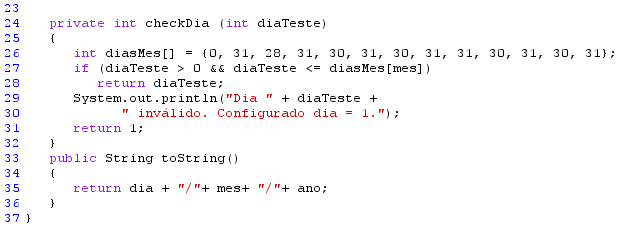 23
24    private int checkDia (int diaTeste)
25    {
26       int diasMes[] = {0, 31, 28, 31, 30, 31, 30, 31, 31, 30, 31, 30, 31};
27       if (diaTeste > 0 && diaTeste <= diasMes[mes])
28          return diaTeste;
29       System.out.println("Dia " + diaTeste +
30             " inválido. Configurado dia = 1.");
31       return 1;
32    }
33    public String toString()
34    {
35       return dia + "/"+ mes+ "/"+ ano;
36    }
37 }